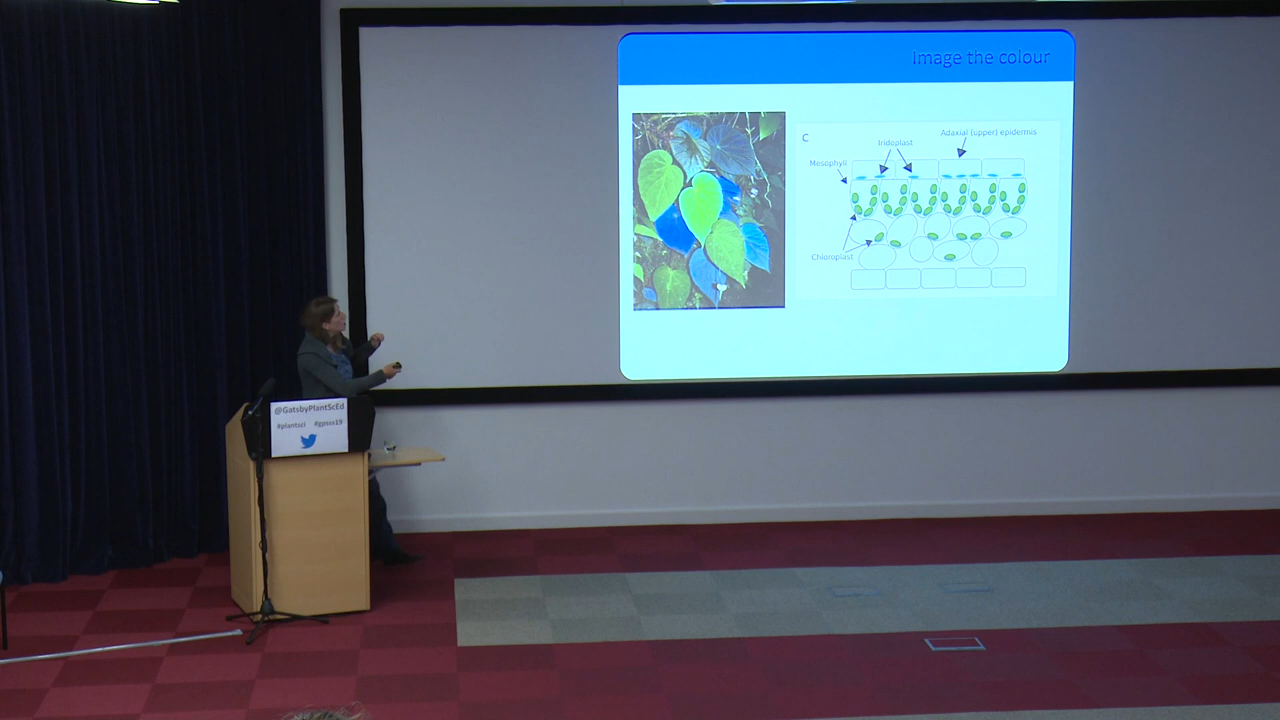 Image the colour
C
Iridoplast
Adaxial (upper) epidermis
Mesophyll
Chloroplast
@GatsbyPlantScEd
#plantsci #gpsss19